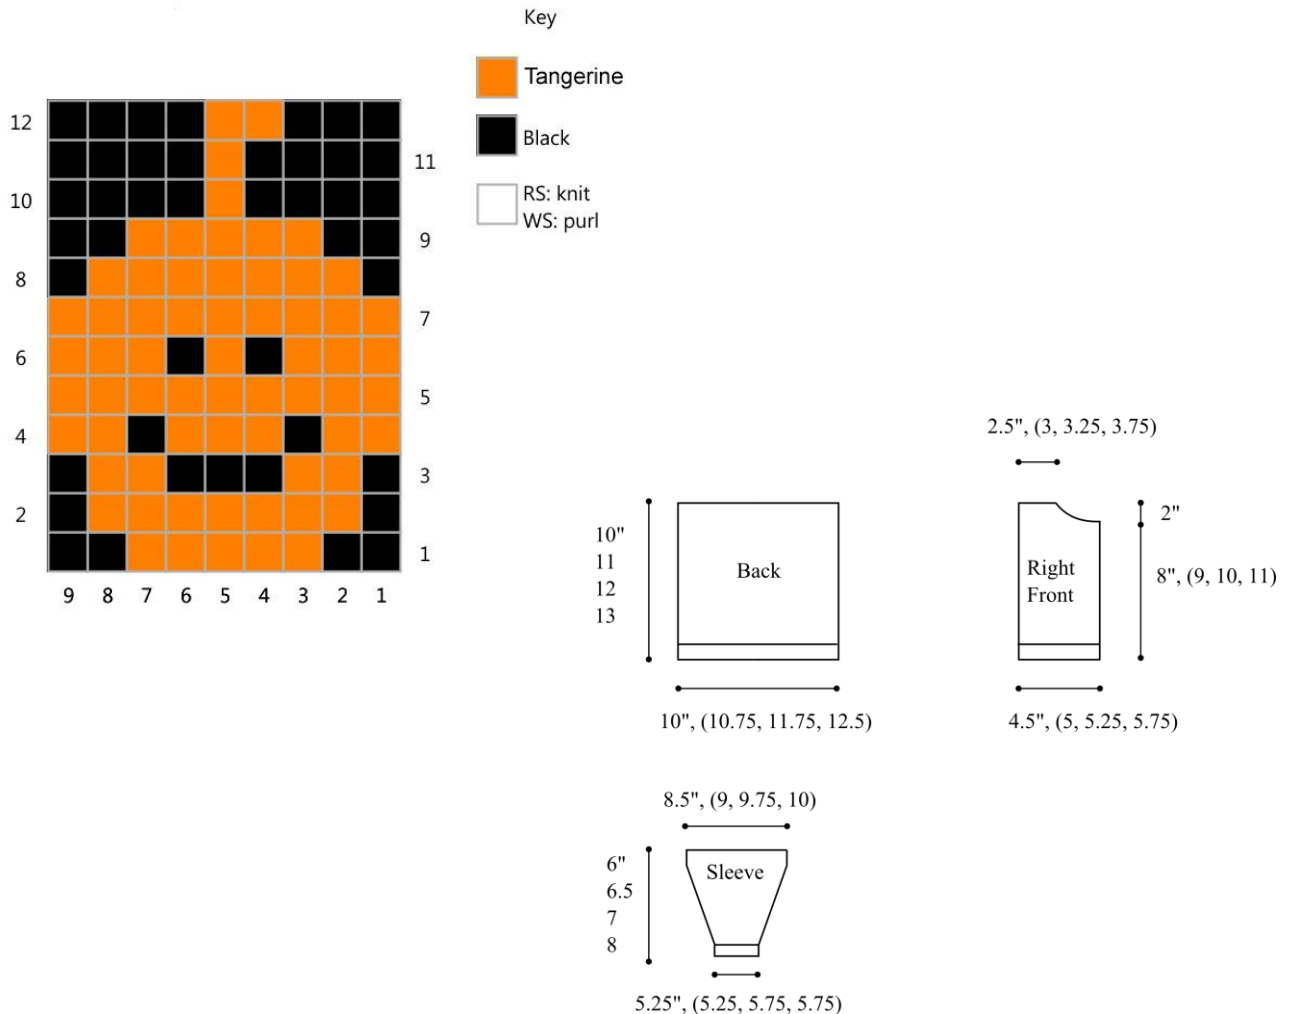 Key
Tangerine
Black
RS: knit
WS: purl
12
11
10
9
8
7
6
5
4
3
2
1
9 8 7 6 5 4 3 2 1
2.5", (3, 3.25, 3.75)
10"
11
12
13
Back
10", (10.75, 11.75, 12.5)
Right
Front
2"
8", (9, 10, 11)
4.5", (5, 5.25, 5.75)
8.5", (9, 9.75, 10)
6"
6.5
7
8
Sleeve
5.25", (5.25, 5.75, 5.75)